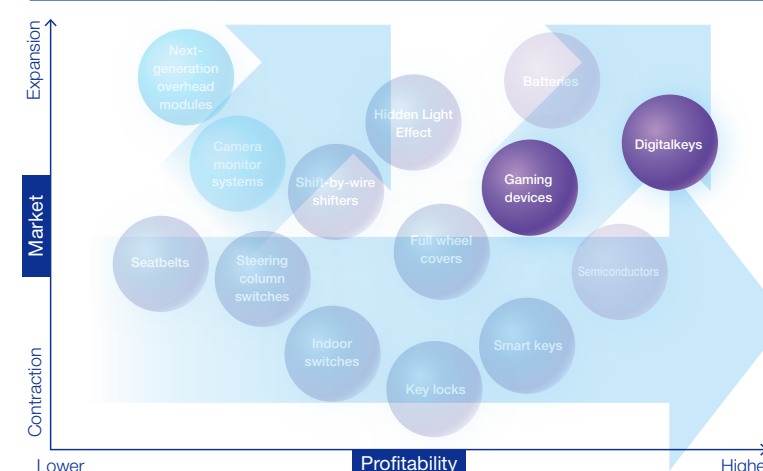 Expansion
Market
Contraction
Next-
generation
overhead
modules
Camera
monitor
systems
Hidden Light
Effect
Shift-by-wire
shifters
Batteries
Gaming
devices
Digitalkeys
Seatbelts
Steering
column
switches
Full wheel
covers
Semiconductors
Indoor
switches
Key locks
Smart keys
Lower
Profitability
Highe